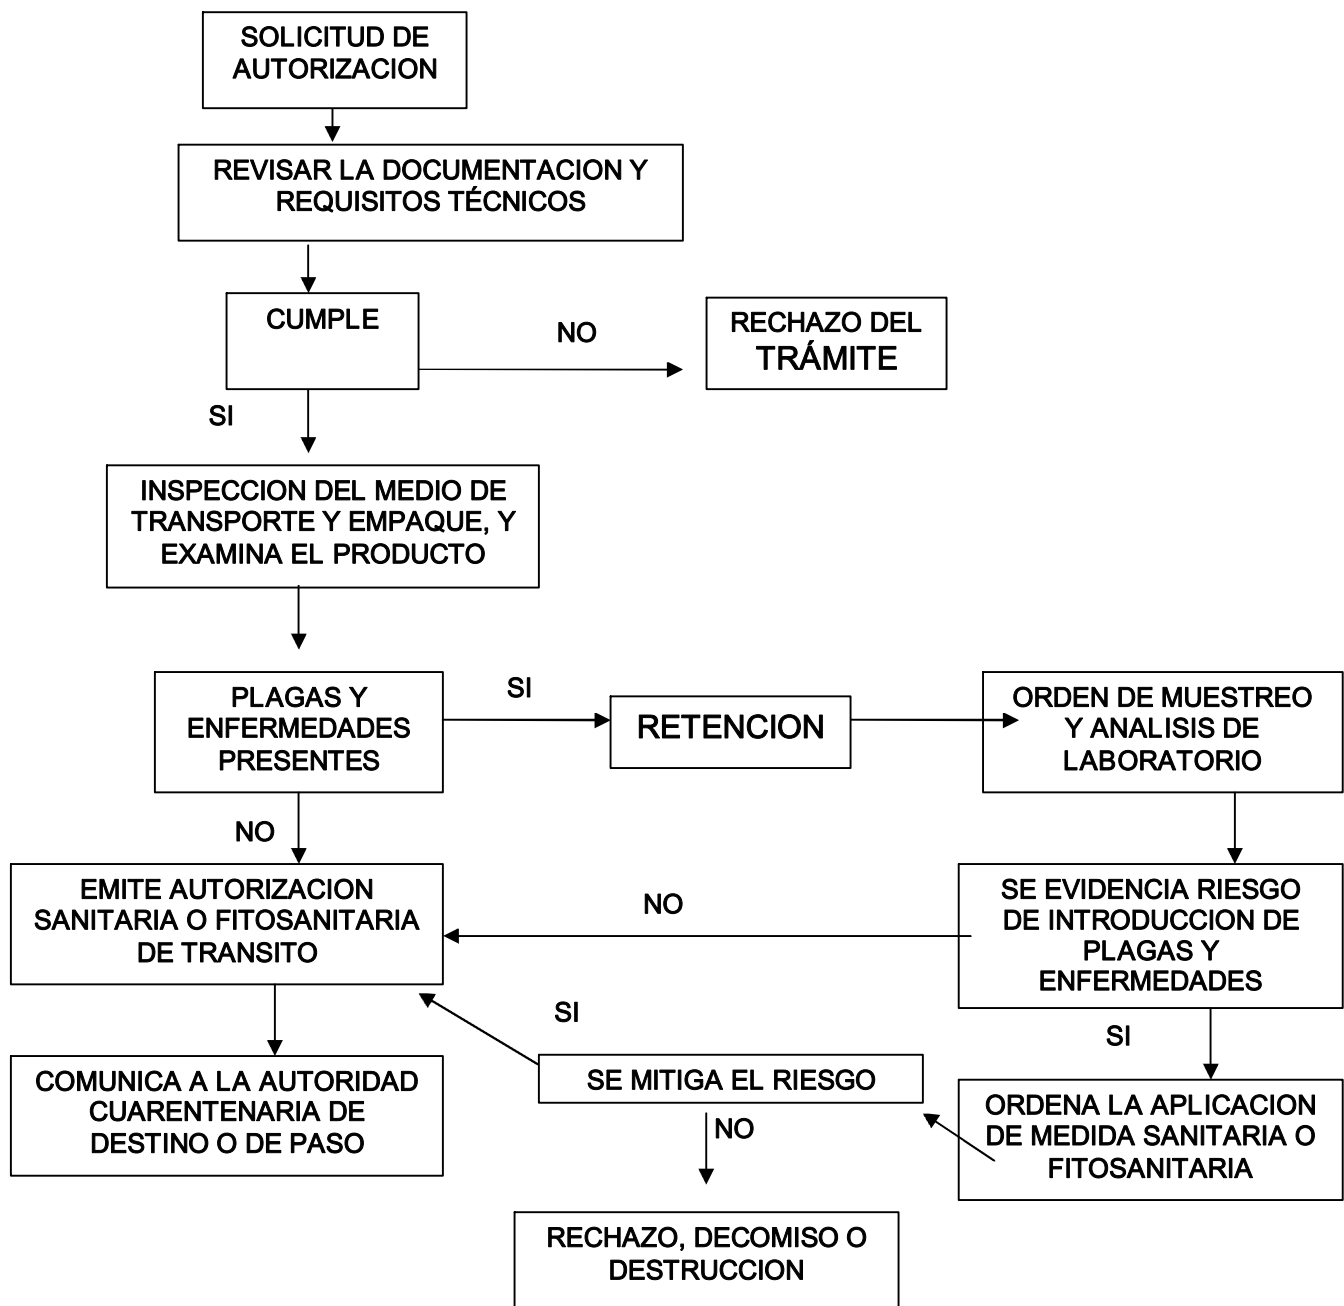 SOLICITUD DE
AUTORIZACION
REVISAR LA DOCUMENTACION Y
REQUISITOS TÉCNICOS
CUMPLE
NO
RECHAZO DEL
TRÁMITE
SI
INSPECCION DEL MEDIO DE
TRANSPORTE Y EMPAQUE, Y
EXAMINA EL PRODUCTO
PLAGAS Y
ENFERMEDADES
PRESENTES
SI
RETENCION
ORDEN DE MUESTREO
Y ANALISIS DE
LABORATORIO
NO
EMITE AUTORIZACION
SANITARIA O FITOSANITARIA
DE TRANSITO
NO
SE EVIDENCIA RIESGO
DE INTRODUCCION DE
PLAGAS Y
ENFERMEDADES
SI
SI
COMUNICA A LA AUTORIDAD
CUARENTENARIA DE
DESTINO O DE PASO
SE MITIGA EL RIESGO
ORDENA LA APLICACION
DE MEDIDA SANITARIA O
FITOSANITARIA
NO
RECHAZO, DECOMISO O
DESTRUCCION